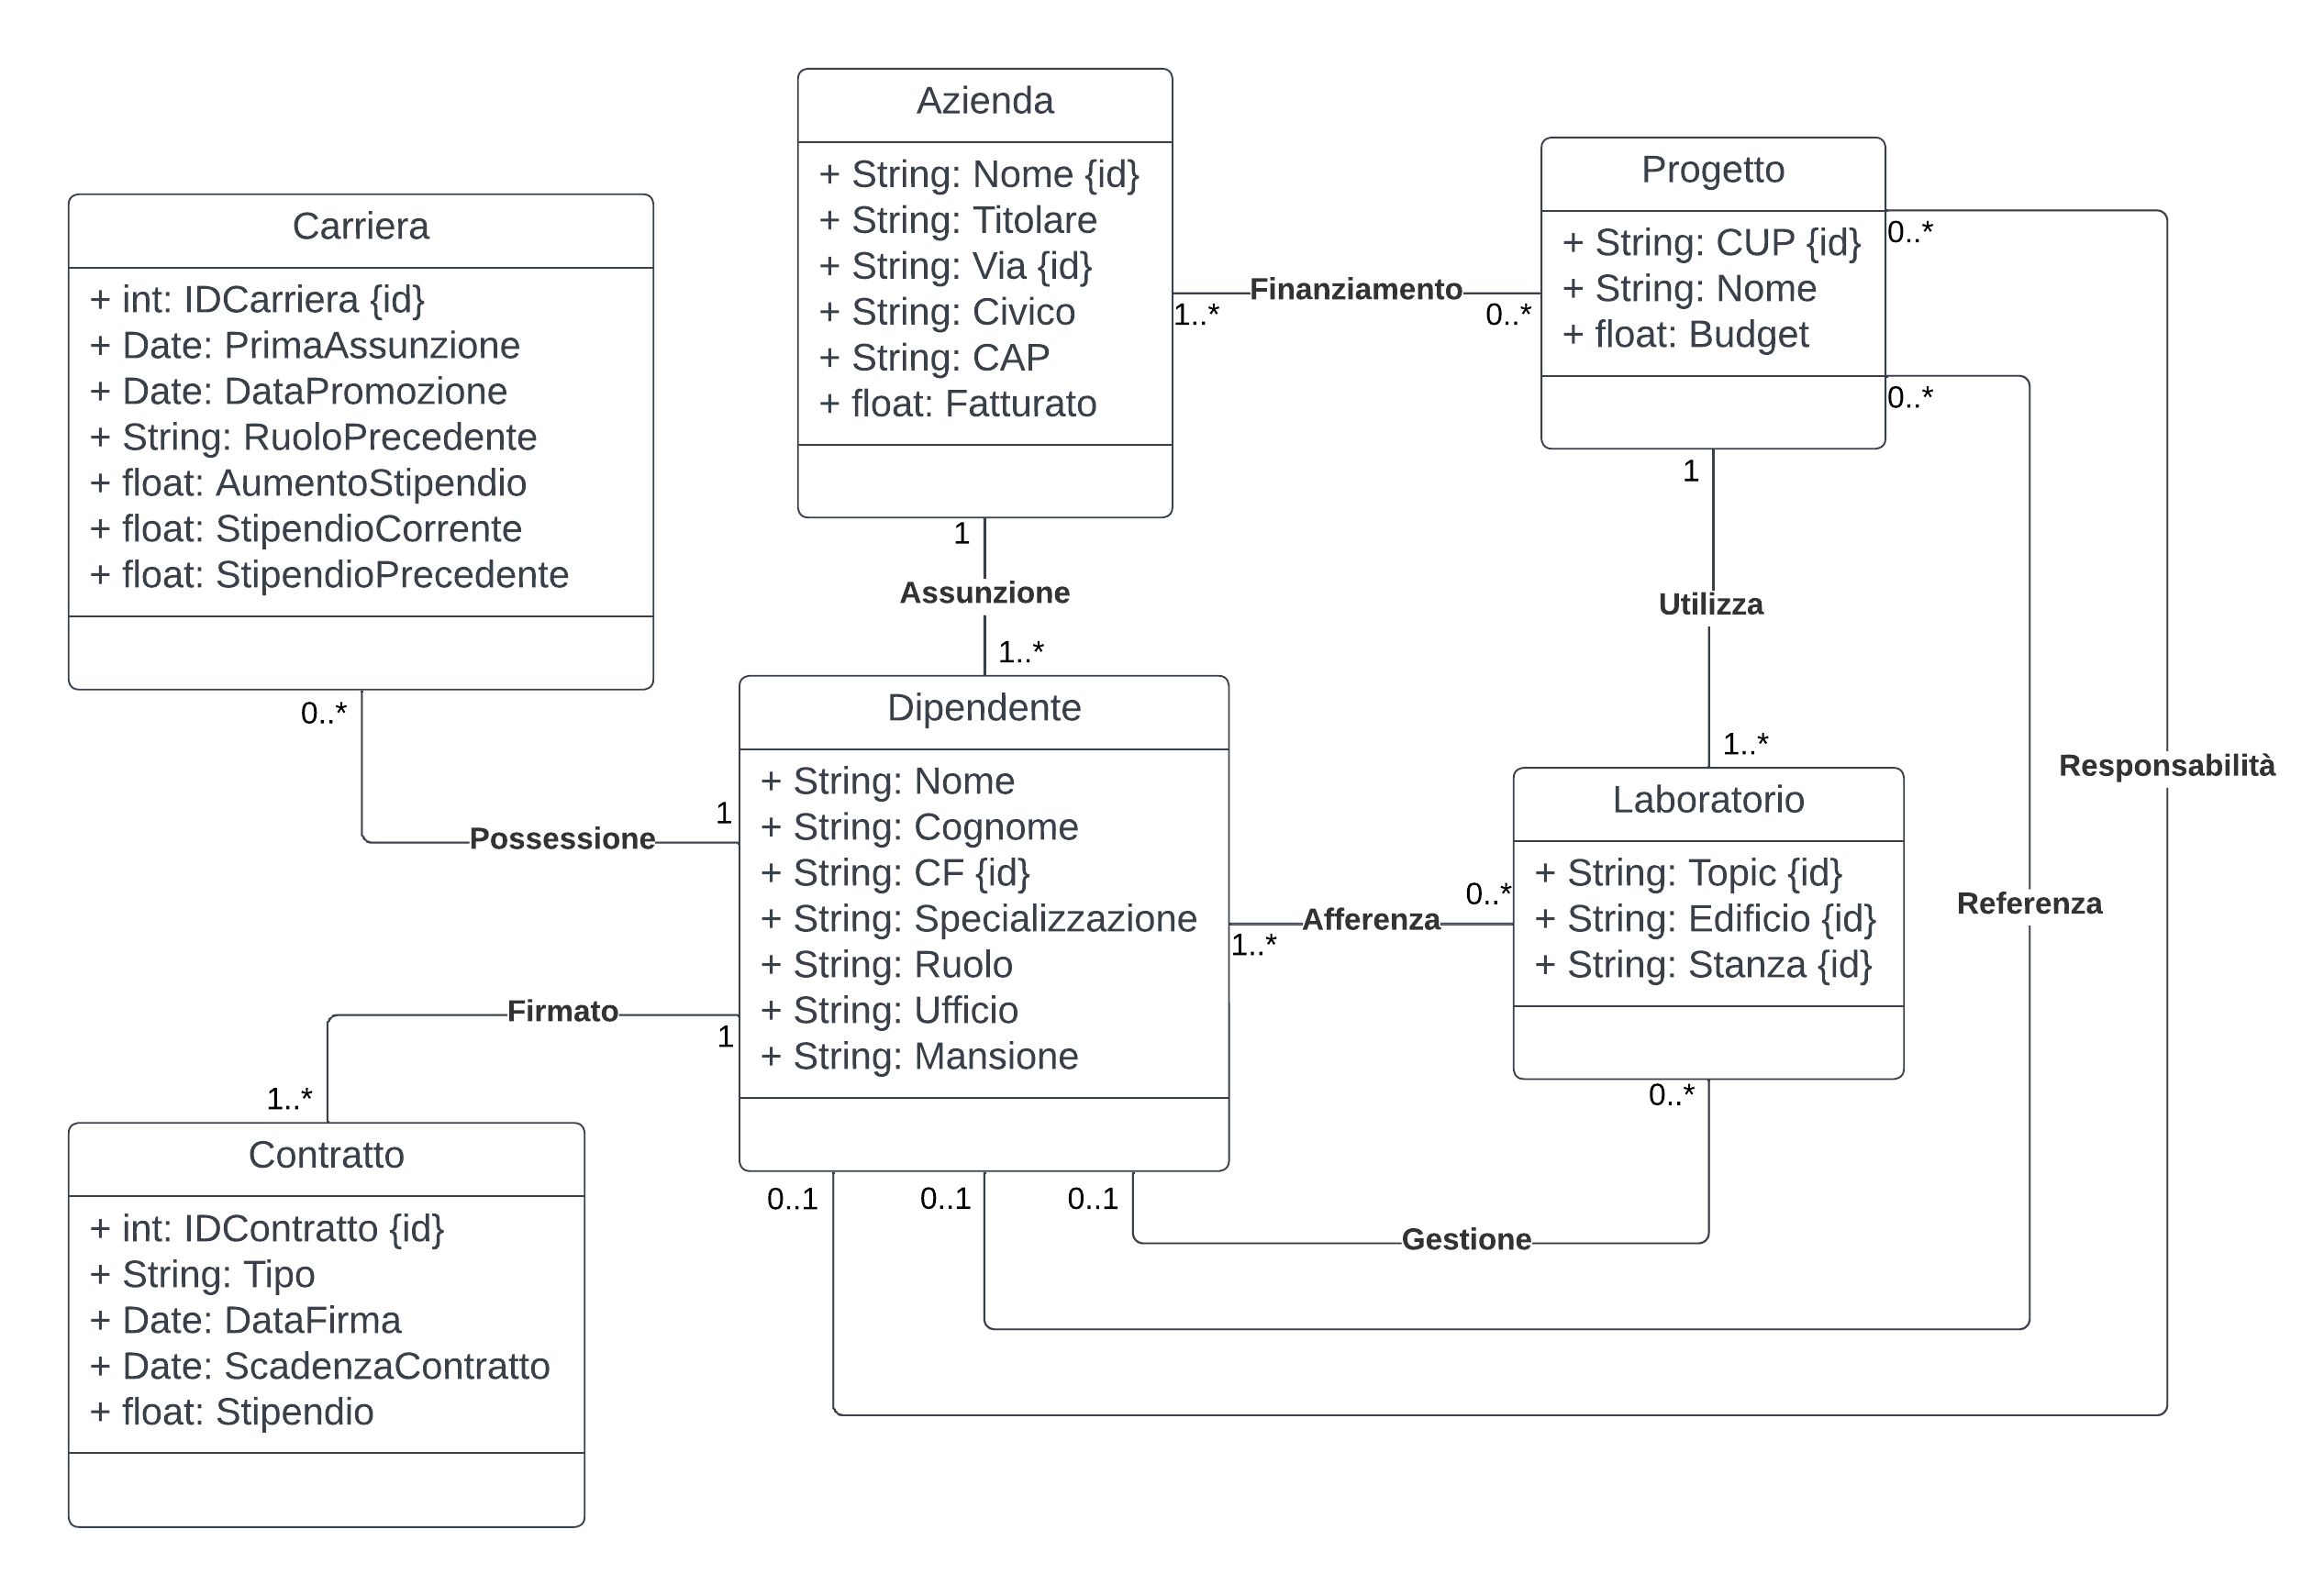 Azienda
+ String: Nome {id}
+ String: Titolare
+ String: Via {id}
+ String: Civico
+ String: CAP
+ float: Fatturato
Progetto
+ String: CUP {id}
+ String: Nome
+ float: Budget
Carriera
+ int: IDCarriera {id}
+ Date: PrimaAssunzione
+ Date: DataPromozione
+ String: RuoloPrecedente
+ float: AumentoStipendio
+ float: StipendioCorrente
+ float: StipendioPrecedente
1..*
Finanziamento
0..*
0..*
0..*
1
Assunzione
1..*
1
Utilizza
1..*
0..*
Possessione
1
Dipendente
+ String: Nome
+ String: Cognome
+ String: CF {id}
+ String: Specializzazione
+ String: Ruolo
+ String: Ufficio
+ String: Mansione
Laboratorio
+ String: Topic {id}
+ String: Edificio {id}
+ String: Stanza {id}
Responsabilità
Referenza
1..*
Afferenza
0..*
Firmato
1
1..*
Contratto
+ int: IDContratto {id}
+ String: Tipo
+ Date: DataFirma
+ Date: ScadenzaContratto
+ float: Stipendio
0..1
0..1
0..1
Gestione
0..*